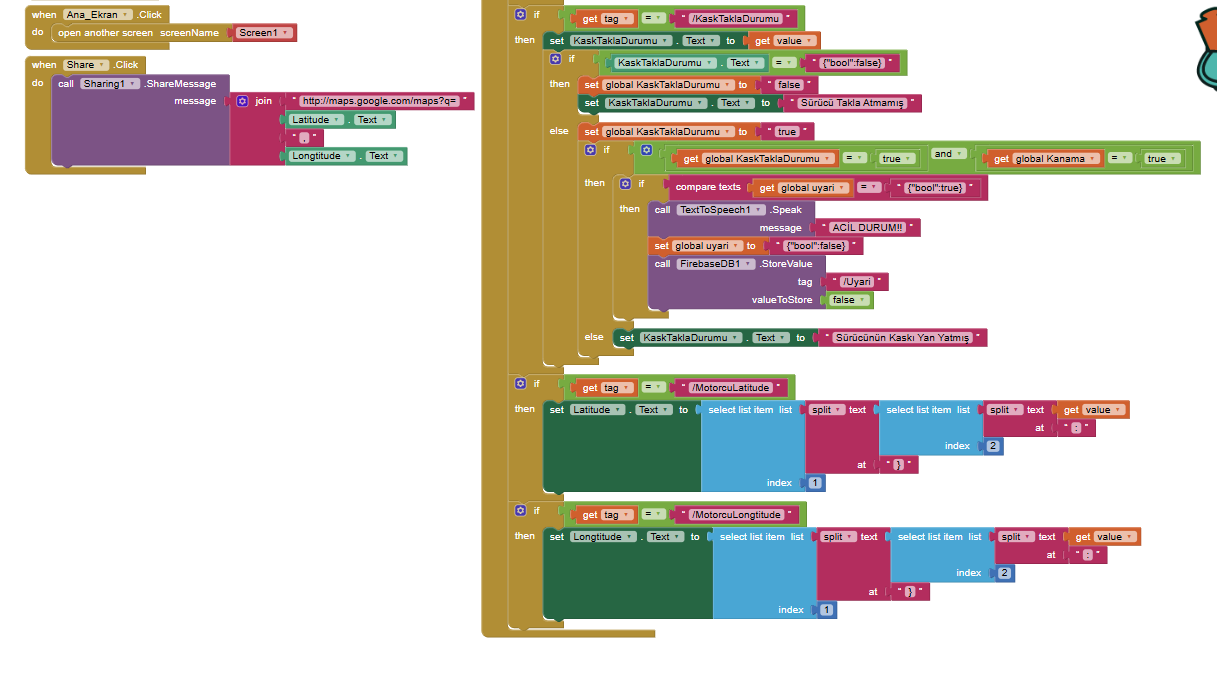 when Ana_Ekran .Click
do open another screen screenName Screen1
when Share .Click
do call Sharing1 .ShareMessage
message join " http://maps.google.com/maps?q= "
Latitude . Text
" , "
Longtitude . Text
if get tag = " /KaskTaklaDurumu "
then set KaskTaklaDurumu . Text to get value
if KaskTaklaDurumu . Text = " {"bool":false} "
then set global KaskTaklaDurumu to " false "
set KaskTaklaDurumu . Text to " Sürücü Takla Atmamış "
else set global KaskTaklaDurumu to " true "
if get global KaskTaklaDurumu = true and get global Kanama = true
then if compare texts get global uyari = " {"bool":true} "
then call TextToSpeech1 .Speak
message " ACİL DURUM!! "
set global uyari to " {"bool":false} "
call FirebaseDB1 .StoreValue
tag " /Uyari "
valueToStore false
else set KaskTaklaDurumu . Text to " Sürücünün Kaskı Yan Yatmış "
if get tag = " /MotorcuLatitude "
then set Latitude . Text to select list item list split text select list item list split text get value
at " : "
index 2
at " } "
index 1
if get tag = " /MotorcuLongtitude "
then set Longtitude . Text to select list item list split text select list item list split text get value
at " : "
index 2
at " } "
index 1